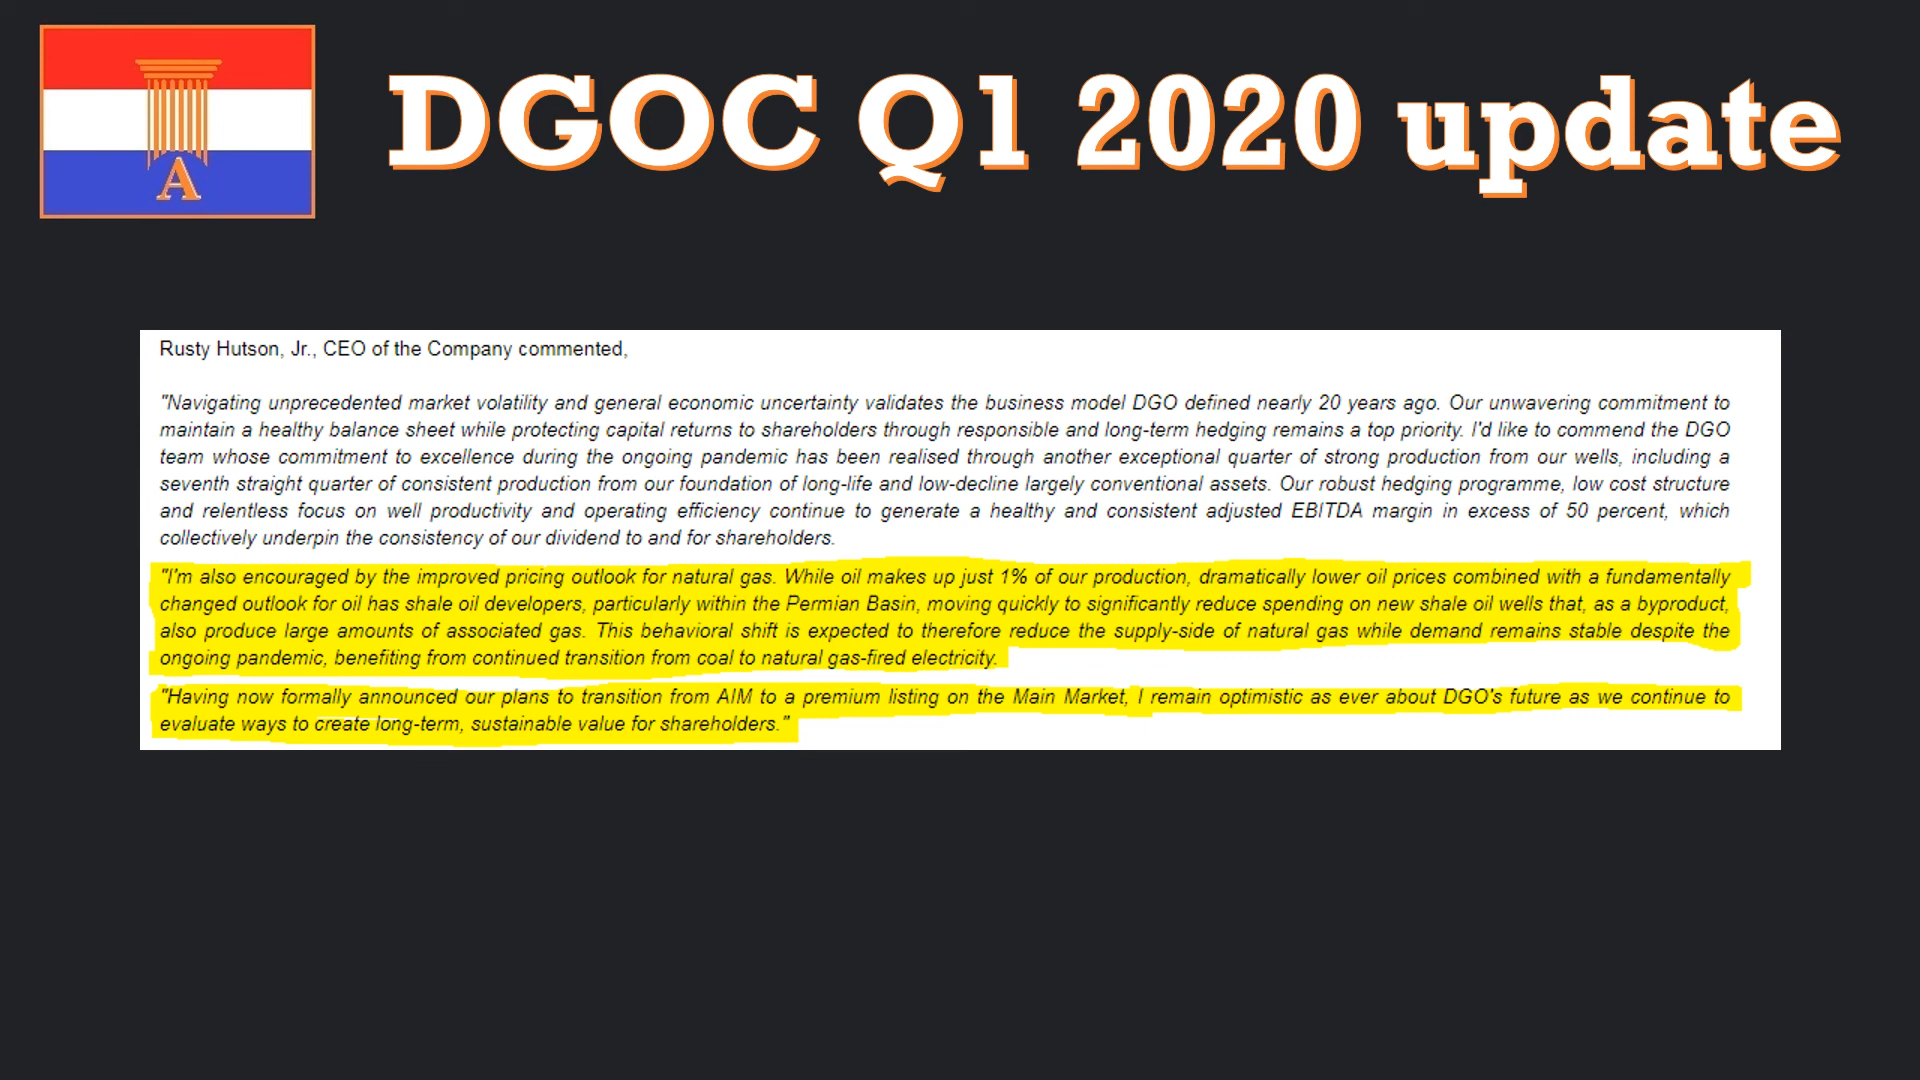 A
DGOC Q1 2020 update
Rusty Hutson, Jr., CEO of the Company commented,
"Navigating unprecedented market volatility and general economic uncertainty validates the business model DGO defined nearly 20 years ago. Our unwavering commitment to
maintain a healthy balance sheet while protecting capital returns to shareholders through responsible and long-term hedging remains a top priority. I'd like to commend the DGO
team whose commitment to excellence during the ongoing pandemic has been realised through another exceptional quarter of strong production from our wells, including a
seventh straight quarter of consistent production from our foundation of long-life and low-decline largely conventional assets. Our robust hedging programme, low cost structure
and relentless focus on well productivity and operating efficiency continue to generate a healthy and consistent adjusted EBITDA margin in excess of 50 percent, which
collectively underpin the consistency of our dividend to and for shareholders.
"I'm also encouraged by the improved pricing outlook for natural gas. While oil makes up just 1% of our production, dramatically lower oil prices combined with a fundamentally
changed outlook for oil has shale oil developers, particularly within the Permian Basin, moving quickly to significantly reduce spending on new shale oil wells that, as a byproduct,
also produce large amounts of associated gas. This behavioral shift is expected to therefore reduce the supply-side of natural gas while demand remains stable despite the
ongoing pandemic, benefiting from continued transition from coal to natural gas-fired electricity.
"Having now formally announced our plans to transition from AIM to a premium listing on the Main Market, I remain optimistic as ever about DGO's future as we continue to
evaluate ways to create long-term, sustainable value for shareholders."